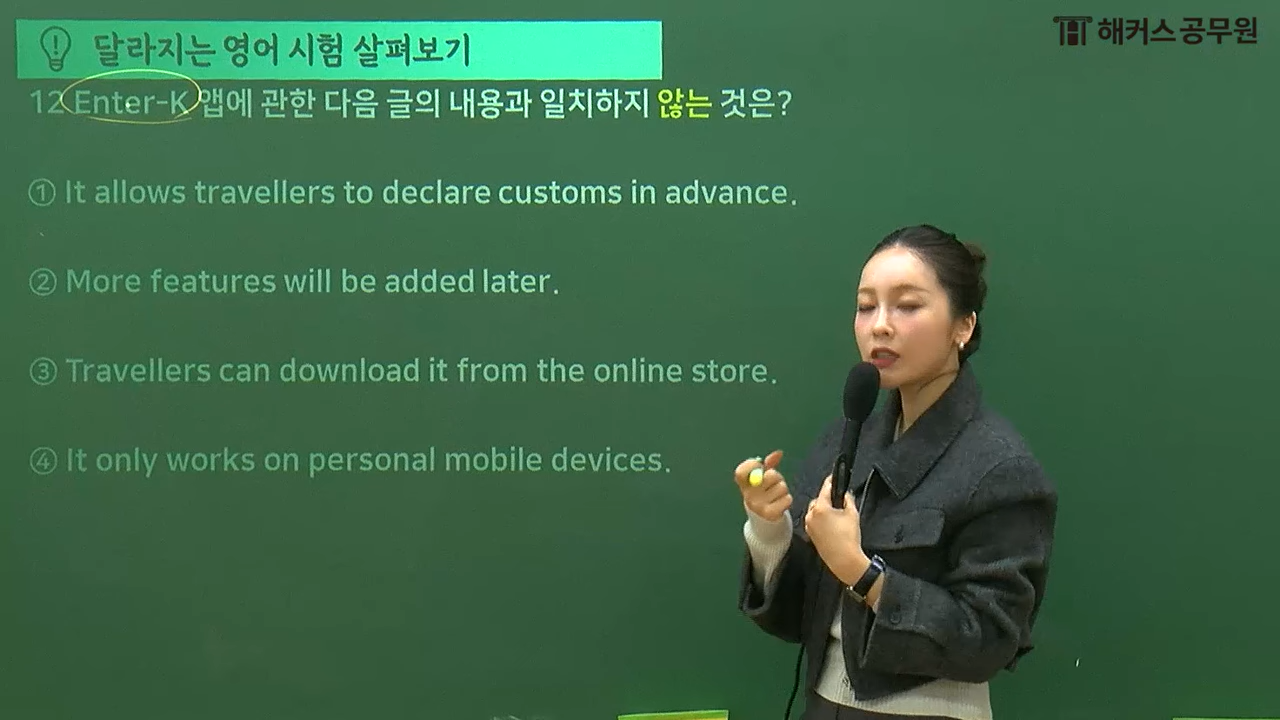 해커스공무원
달라지는 영어 시험 살펴보기
12 Enter-K 앱에 관한 다음 글의 내용과 일치하지 않는 것은?
① It allows travellers to declare customs in advance.
② More features will be added later.
③ Travellers can download it from the online store.
④ It only works on personal mobile devices.